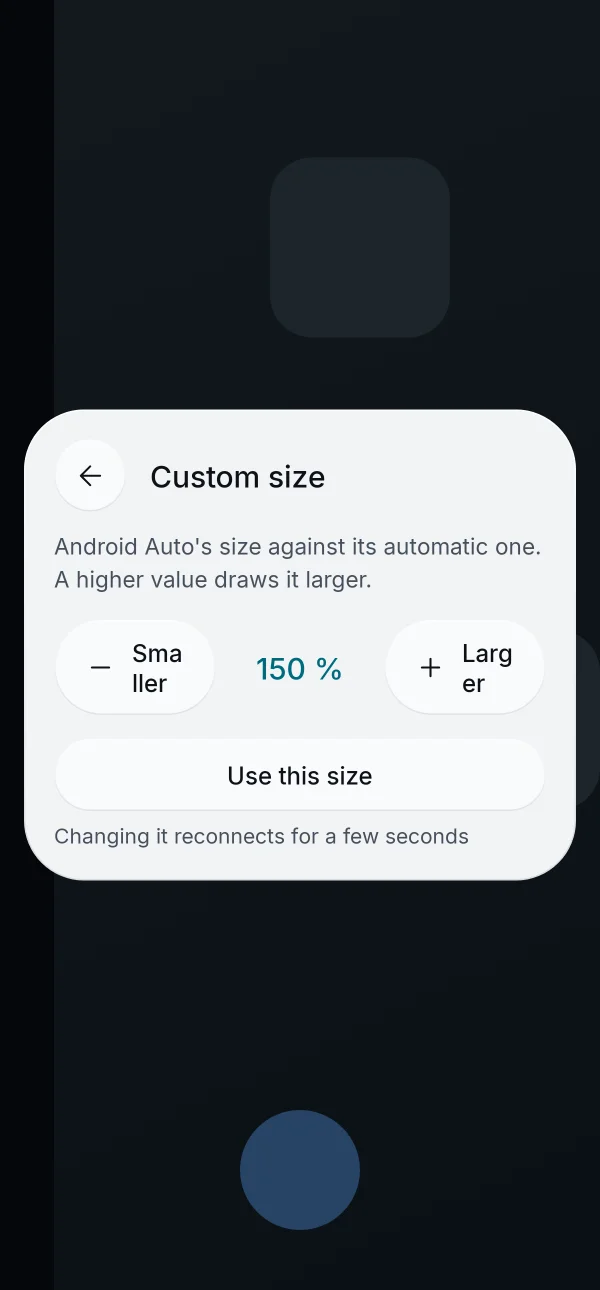 Custom size
Android Auto's size against its automatic one.
A higher value draws it larger.
Sma
ller
150 %
Larg
er
Use this size
Changing it reconnects for a few seconds